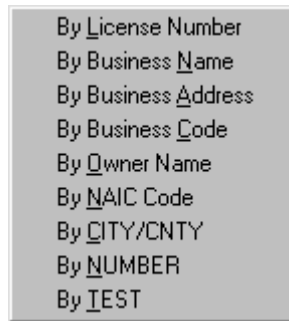 By License Number
By Business Name
By Business Address
By Business Code
By Owner Name
By NAIC Code
By CITY/CNTY
By NUMBER
By TEST